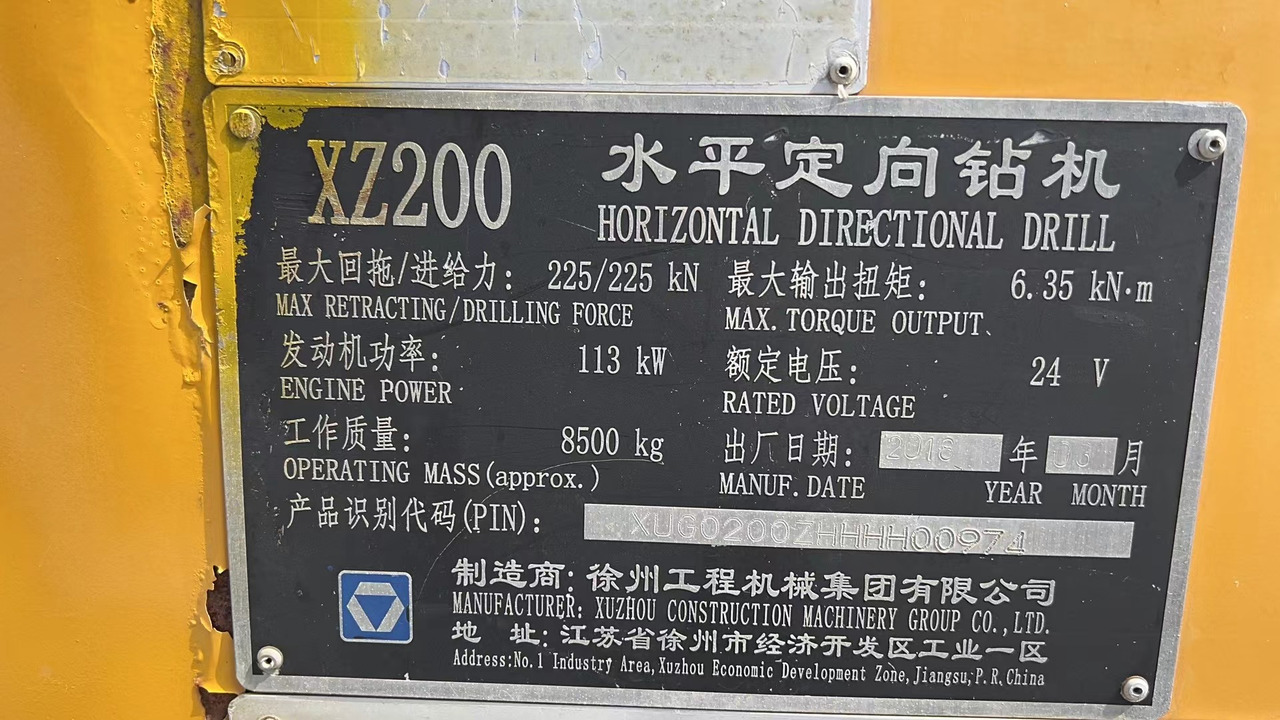 XZ200
水平定向钻机
HORIZONTAL DIRECTIONAL DRILL
最大回拖/进给力: 225/225 kN
MAX RETRACTING/DRILLING FORCE
最大输出扭矩: 6.35 kN·m
MAX. TORQUE OUTPUT
发动机功率: 113 kW
ENGINE POWER
额定电压: 24 V
RATED VOLTAGE
工作质量: 8500 kg
OPERATING MASS(approx.)
出厂日期: 年 03 月
MANUF. DATE YEAR MONTH
产品识别代码(PIN): XUG0200ZHHHH00974
制造商: 徐州工程机械集团有限公司
MANUFACTURER: XUZHOU CONSTRUCTION MACHINERY GROUP CO.,LTD.
地 址: 江苏省徐州市经济开发区工业一区
Address:No.1 Industry Area,Xuzhou Economic Development Zone,Jiangsu,P.R.China